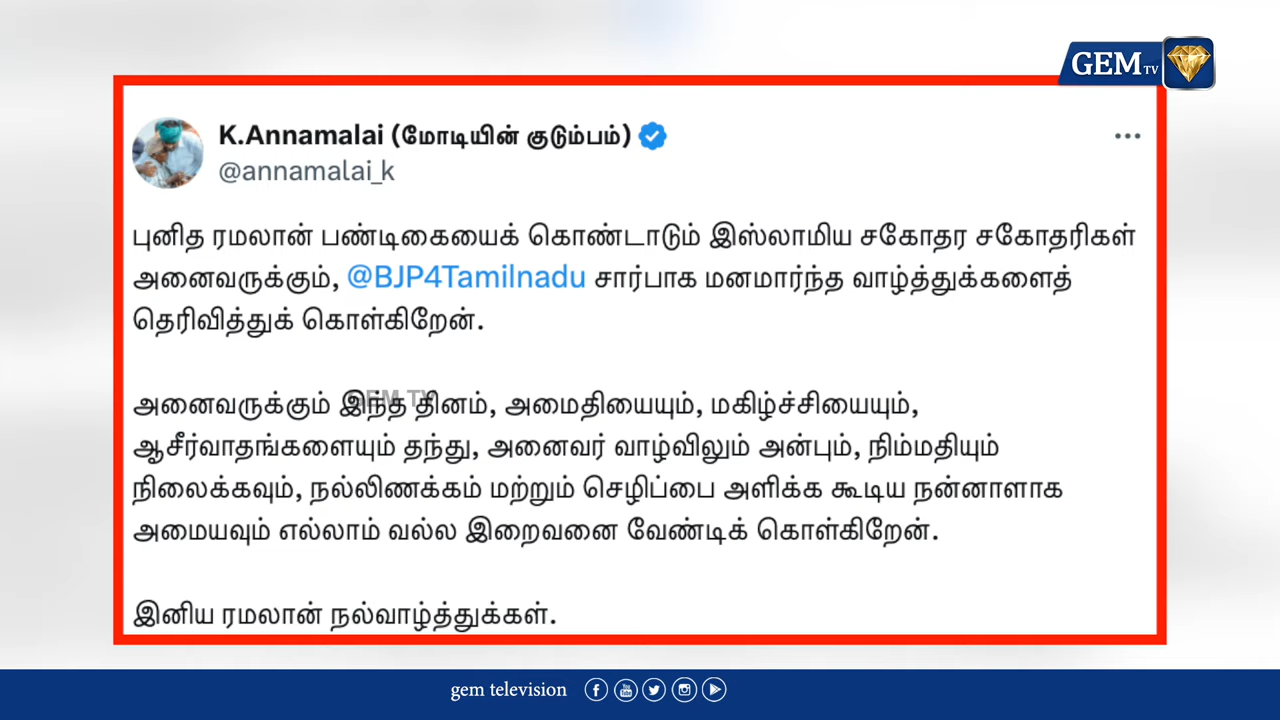 GEM TV
K.Annamalai (மோடியின் குடும்பம்)
@annamalai_k
புனித ரமலான் பண்டிகையைக் கொண்டாடும் இஸ்லாமிய சகோதர சகோதரிகள்
அனைவருக்கும், @BJP4Tamilnadu சார்பாக மனமார்ந்த வாழ்த்துக்களைத்
தெரிவித்துக் கொள்கிறேன்.
GEM TV
அனைவருக்கும் இந்த தினம், அமைதியையும், மகிழ்ச்சியையும்,
ஆசீர்வாதங்களையும் தந்து, அனைவர் வாழ்விலும் அன்பும், நிம்மதியும்
நிலைக்கவும், நல்லிணக்கம் மற்றும் செழிப்பை அளிக்க கூடிய நன்னாளாக
அமையவும் எல்லாம் வல்ல இறைவனை வேண்டிக் கொள்கிறேன்.
இனிய ரமலான் நல்வாழ்த்துக்கள்.
gem television